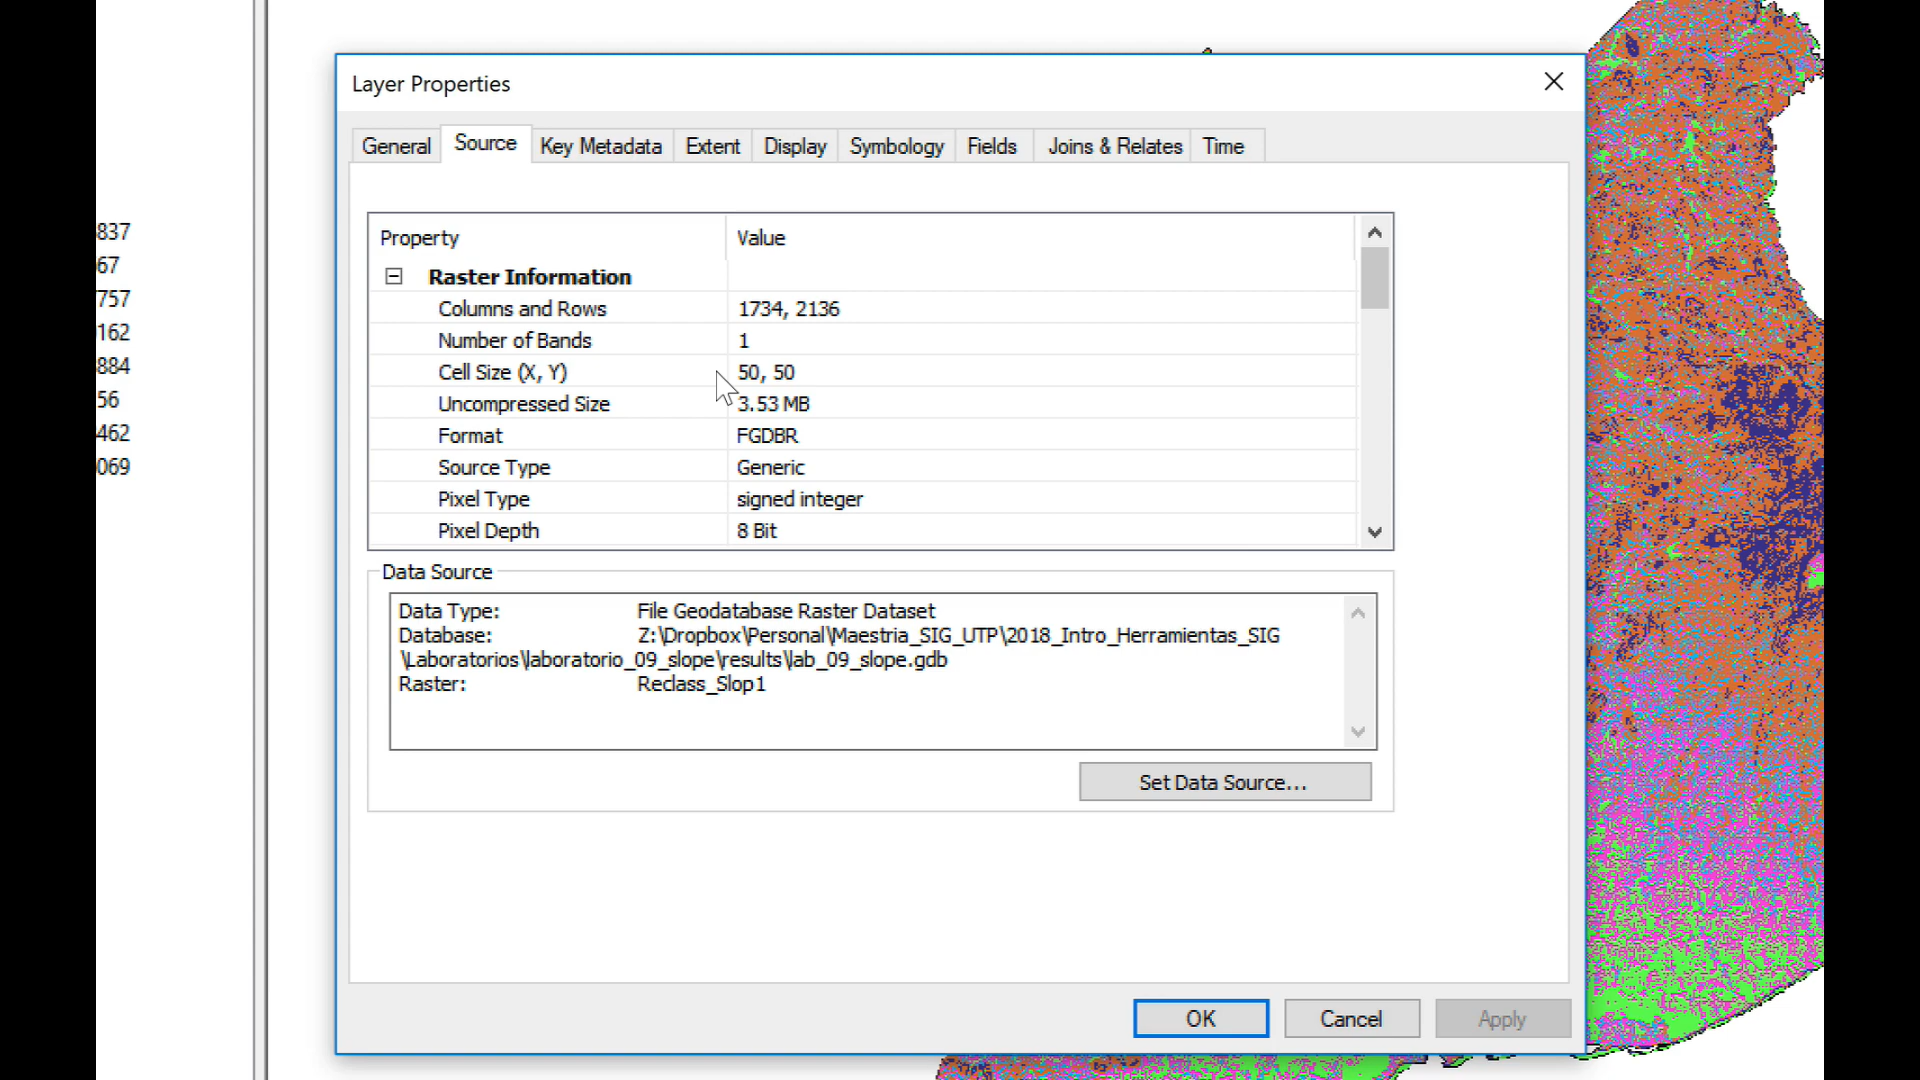 Layer Properties
General Source Key Metadata Extent Display Symbology Fields Joins & Relates Time
837
67
757
162
884
56
462
069
Property Value
Raster Information
Columns and Rows 1734, 2136
Number of Bands 1
Cell Size (X, Y) 50, 50
Uncompressed Size 3.53 MB
Format FGDBR
Source Type Generic
Pixel Type signed integer
Pixel Depth 8 Bit
Data Source
Data Type: File Geodatabase Raster Dataset
Database: Z:\Dropbox\Personal\Maestria_SIG_UTP\2018_Intro_Herramientas_SIG
\Laboratorios\laboratorio_09_slope\results\lab_09_slope.gdb
Raster: Reclass_Slop1
Set Data Source...
OK Cancel Apply